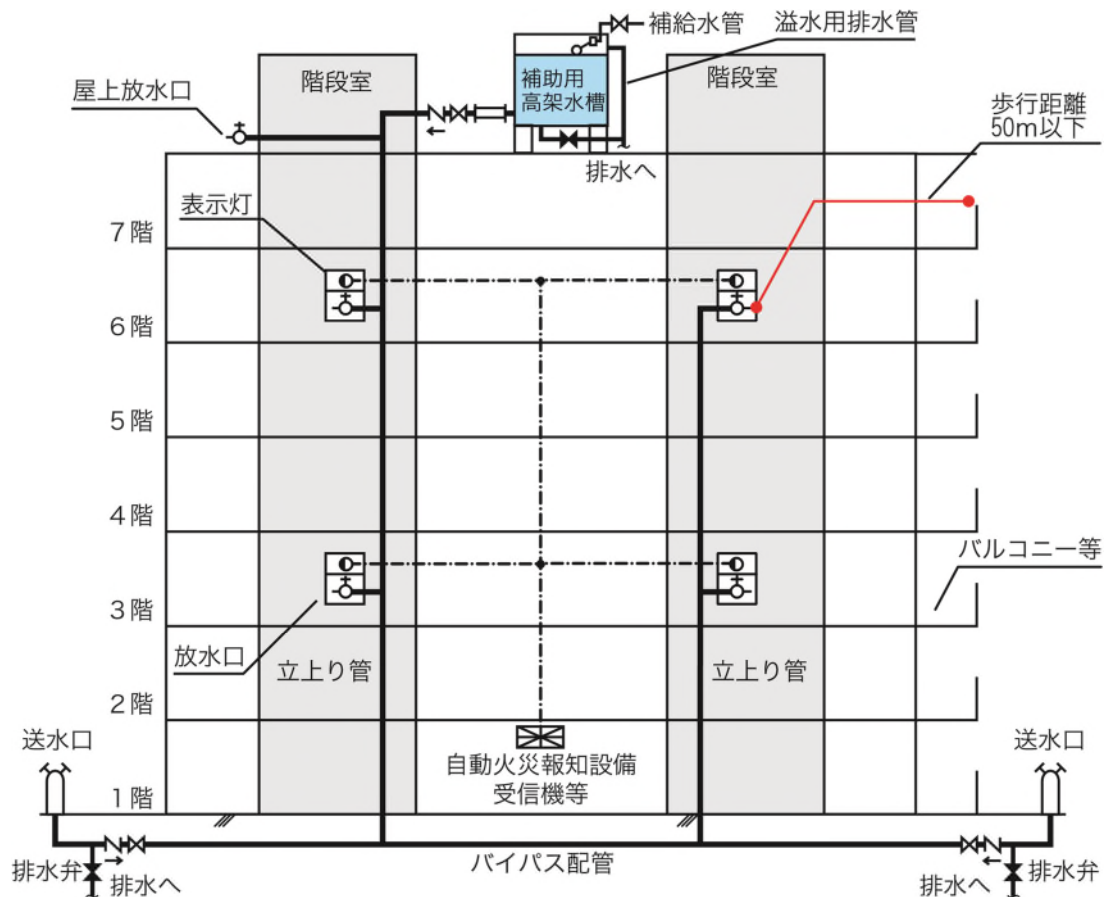 補給水管
溢水用排水管
階段室
補助用
高架水槽
階段室
屋上放水口
歩行距離
50m以下
排水へ
表示灯
7階
6階
5階
4階
バルコニー等
3階
放水口
立上り管
立上り管
2階
送水口
自動火災報知設備
受信機等
送水口
1階
バイパス配管
排水弁
排水へ
排水へ
排水弁